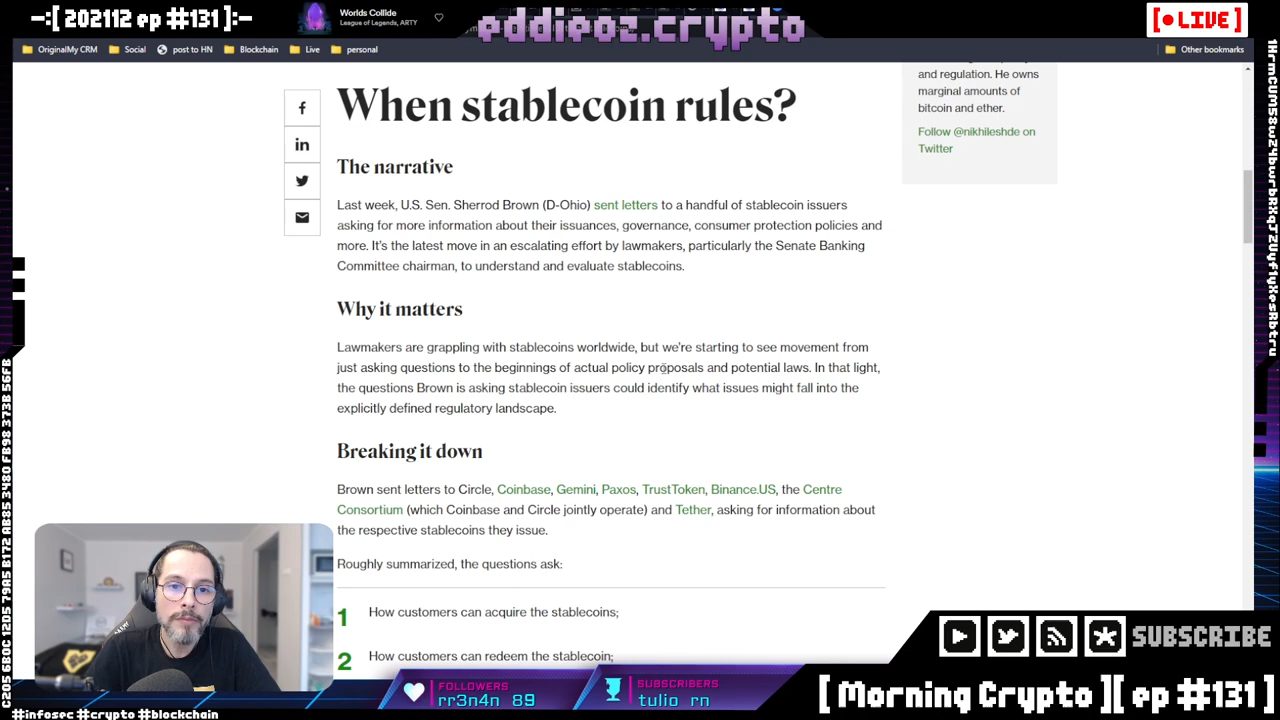 -:[ 202112 ep #131 ]:-
Worlds Collide
League of Legends, ARTY
eddieoz.crypto
[ • LIVE ]
OriginalMy CRM
Social
post to HN
Blockchain
Live
personal
Other bookmarks
and regulation. He owns
marginal amounts of
bitcoin and ether.
Follow @nikhileshde on
Twitter
When stablecoin rules?
The narrative
Last week, U.S. Sen. Sherrod Brown (D-Ohio) sent letters to a handful of stablecoin issuers
asking for more information about their issuances, governance, consumer protection policies and
more. It's the latest move in an escalating effort by lawmakers, particularly the Senate Banking
Committee chairman, to understand and evaluate stablecoins.
Why it matters
Lawmakers are grappling with stablecoins worldwide, but we're starting to see movement from
just asking questions to the beginnings of actual policy proposals and potential laws. In that light,
the questions Brown is asking stablecoin issuers could identify what issues might fall into the
explicitly defined regulatory landscape.
Breaking it down
Brown sent letters to Circle, Coinbase, Gemini, Paxos, TrustToken, Binance.US, the Centre
Consortium (which Coinbase and Circle jointly operate) and Tether, asking for information about
the respective stablecoins they issue.
Roughly summarized, the questions ask:
1 How customers can acquire the stablecoins;
2 How customers can redeem the stablecoin;
SUBSCRIBE
FOLLOWERS
rr3n4n 89
SUBSCRIBERS
tulio rn
[ Morning Crypto ][ ep #131 ]
#infosec #crypto #blockchain